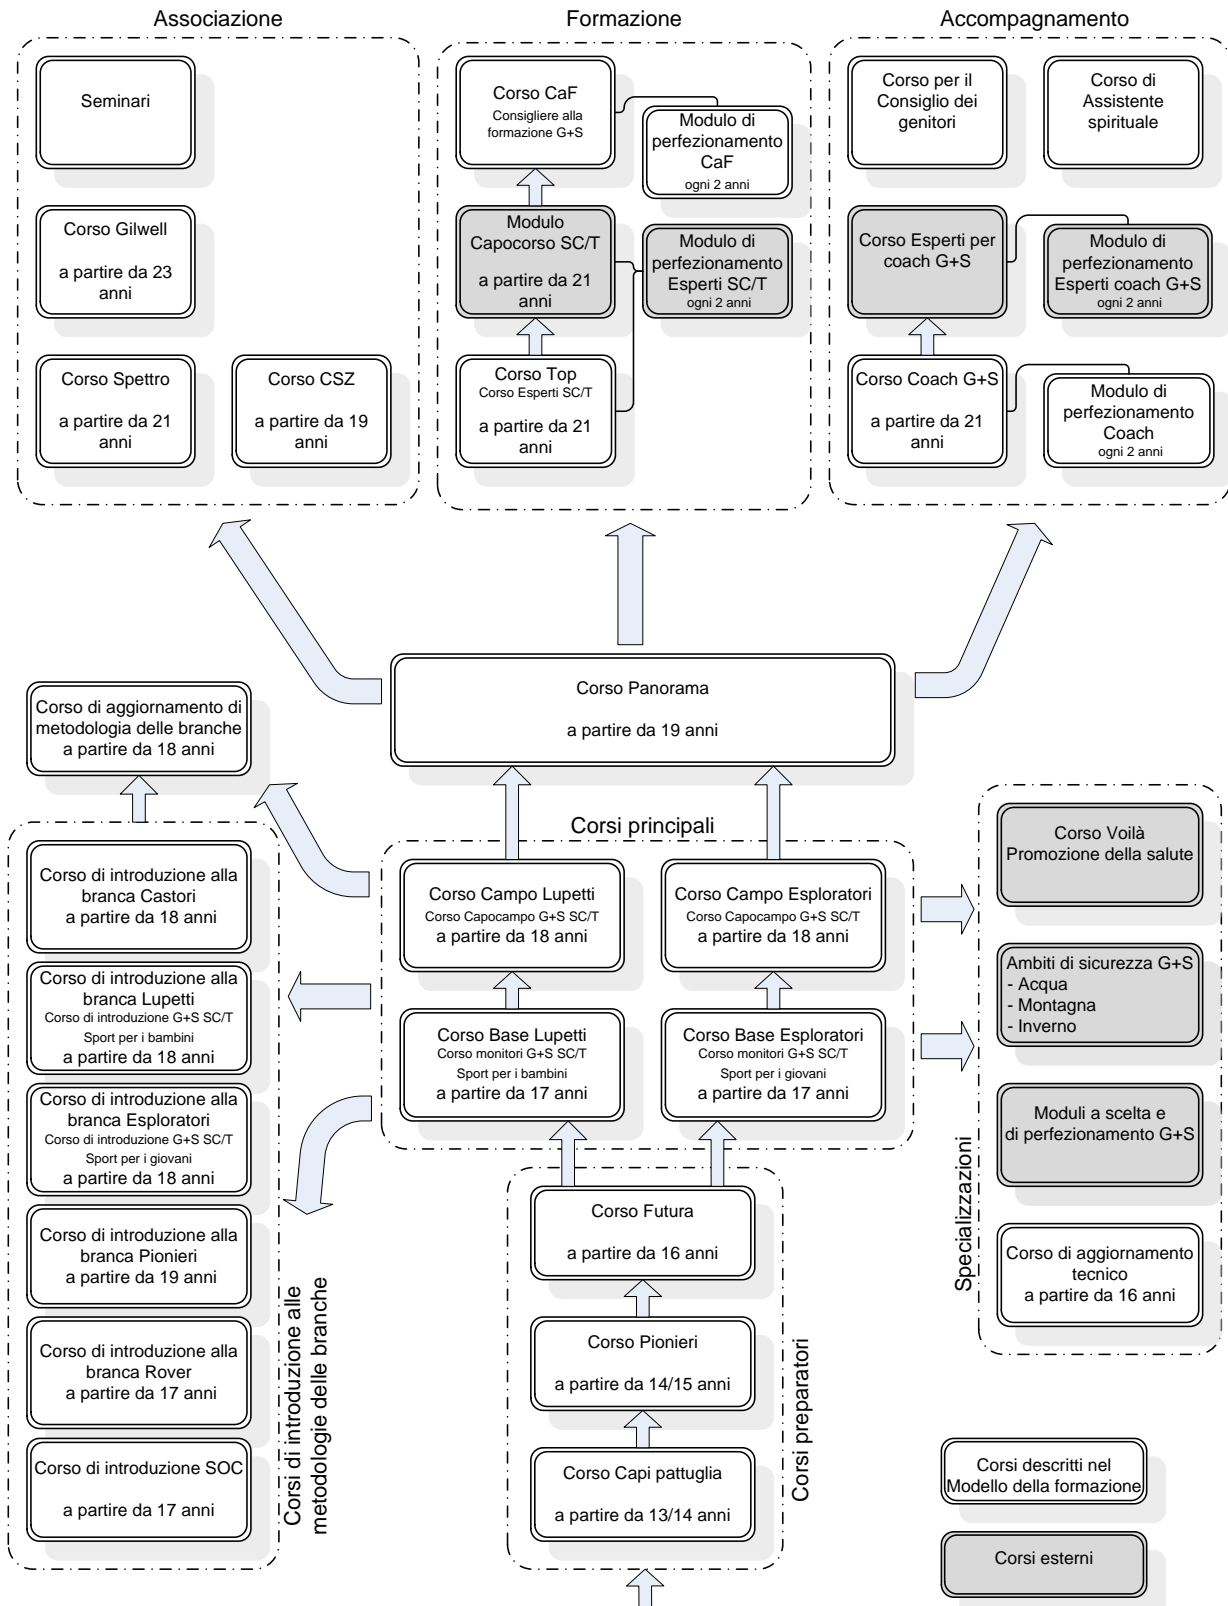 Associazione
Formazione
Accompagnamento
Seminari
Corso Gilwell
a partire da 23
anni
Corso Spettro
a partire da 21
anni
Corso CSZ
a partire da 19
anni
Corso CaF
Consigliere alla
formazione G+S
Modulo di
perfezionamento
CaF
ogni 2 anni
Modulo
Capocorso SC/T
a partire da 21
anni
Modulo di
perfezionamento
Esperti SC/T
ogni 2 anni
Corso Top
Corso Esperti SC/T
a partire da 21
anni
Corso per il
Consiglio dei
genitori
Corso di
Assistente
spirituale
Corso Esperti per
coach G+S
Modulo di
perfezionamento
Esperti coach G+S
ogni 2 anni
Corso Coach G+S
a partire da 21
anni
Modulo di
perfezionamento
Coach
ogni 2 anni
Corso Panorama
a partire da 19 anni
Corso di aggiornamento di
metodologia delle branche
a partire da 18 anni
Corso di introduzione alla
branca Castori
a partire da 18 anni
Corso di introduzione alla
branca Lupetti
Corso di introduzione G+S SC/T
Sport per i bambini
a partire da 18 anni
Corso di introduzione alla
branca Esploratori
Corso di introduzione G+S SC/T
Sport per i giovani
a partire da 18 anni
Corso di introduzione alla
branca Pionieri
a partire da 19 anni
Corso di introduzione alla
branca Rover
a partire da 17 anni
Corso di introduzione SOC
a partire da 17 anni
Corsi di introduzione alle
metodologie delle branche
Corsi principali
Corso Campo Lupetti
Corso Capocampo G+S SC/T
a partire da 18 anni
Corso Campo Esploratori
Corso Capocampo G+S SC/T
a partire da 18 anni
Corso Base Lupetti
Corso monitori G+S SC/T
Sport per i bambini
a partire da 17 anni
Corso Base Esploratori
Corso monitori G+S SC/T
Sport per i giovani
a partire da 17 anni
Corso Futura
a partire da 16 anni
Corso Pionieri
a partire da 14/15 anni
Corso Capi pattuglia
a partire da 13/14 anni
Corsi preparatori
Corso Voilà
Promozione della salute
Ambiti di sicurezza G+S
- Acqua
- Montagna
- Inverno
Moduli a scelta e
di perfezionamento G+S
Corso di aggiornamento
tecnico
a partire da 16 anni
Specializzazioni
Corsi descritti nel
Modello della formazione
Corsi esterni